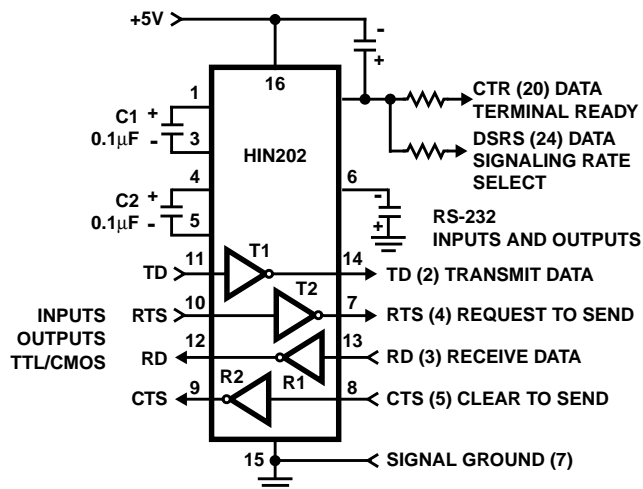 +5V
-
+
16
1
CTR (20) DATA
TERMINAL READY
C1
+
0.1μF
-
3
HIN202
DSRS (24) DATA
SIGNALING RATE
SELECT
4
6
C2
+
0.1μF
-
5
-
+
RS-232
INPUTS AND OUTPUTS
TD
11
T1
14
TD (2) TRANSMIT DATA
INPUTS
OUTPUTS
TTL/CMOS
RTS
10
T2
7
RTS (4) REQUEST TO SEND
RD
12
R1
13
RD (3) RECEIVE DATA
CTS
9
R2
8
CTS (5) CLEAR TO SEND
15
SIGNAL GROUND (7)